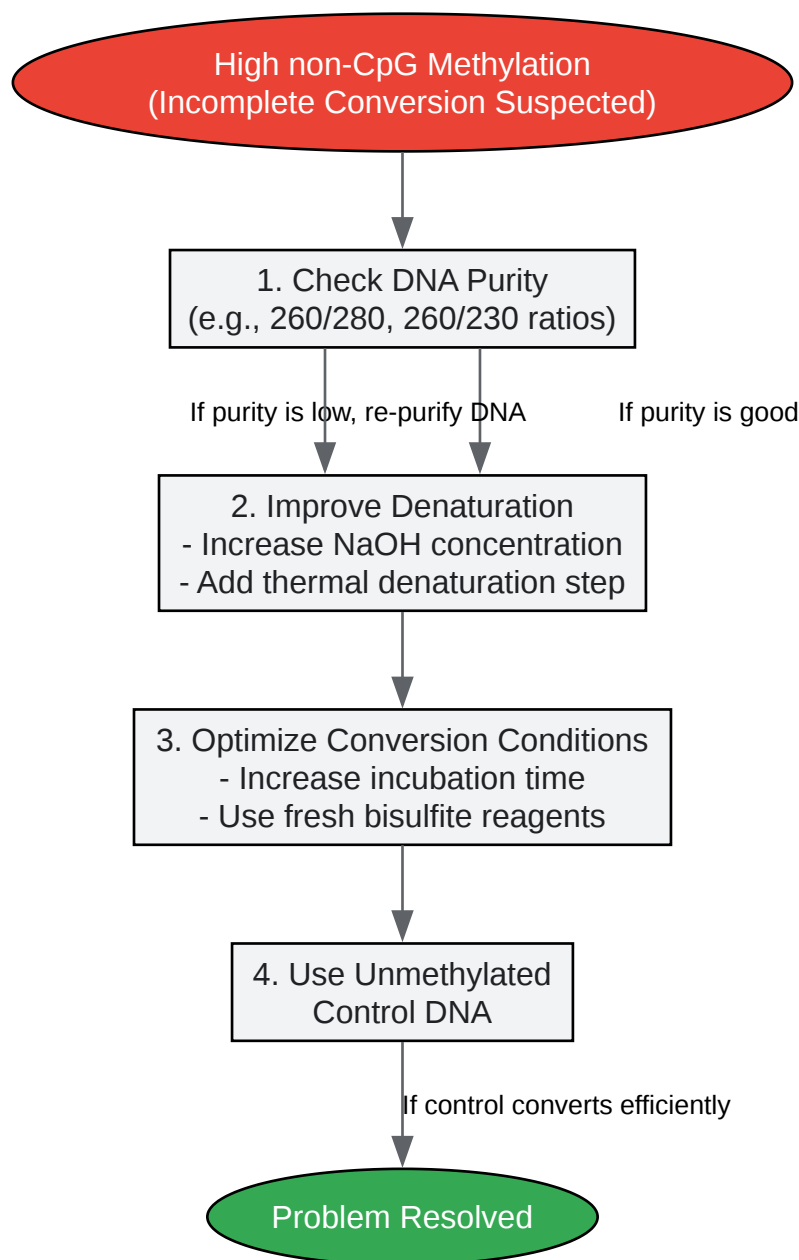 High non-CpG Methylation
(Incomplete Conversion Suspected)
1. Check DNA Purity
(e.g., 260/280, 260/230 ratios)
If purity is low, re-purify DNA
If purity is good
2. Improve Denaturation
- Increase NaOH concentration
- Add thermal denaturation step
3. Optimize Conversion Conditions
- Increase incubation time
- Use fresh bisulfite reagents
4. Use Unmethylated
Control DNA
If control converts efficiently
Problem Resolved